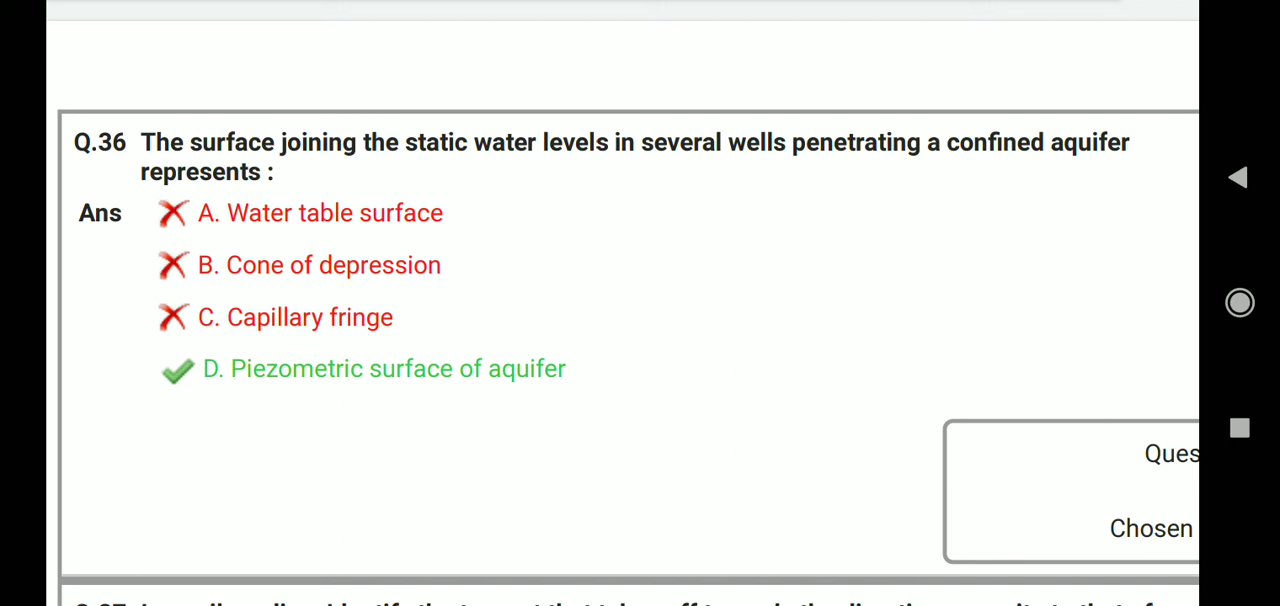 Q.36 The surface joining the static water levels in several wells penetrating a confined aquifer
represents :
Ans A. Water table surface
B. Cone of depression
C. Capillary fringe
D. Piezometric surface of aquifer
Ques
Chosen